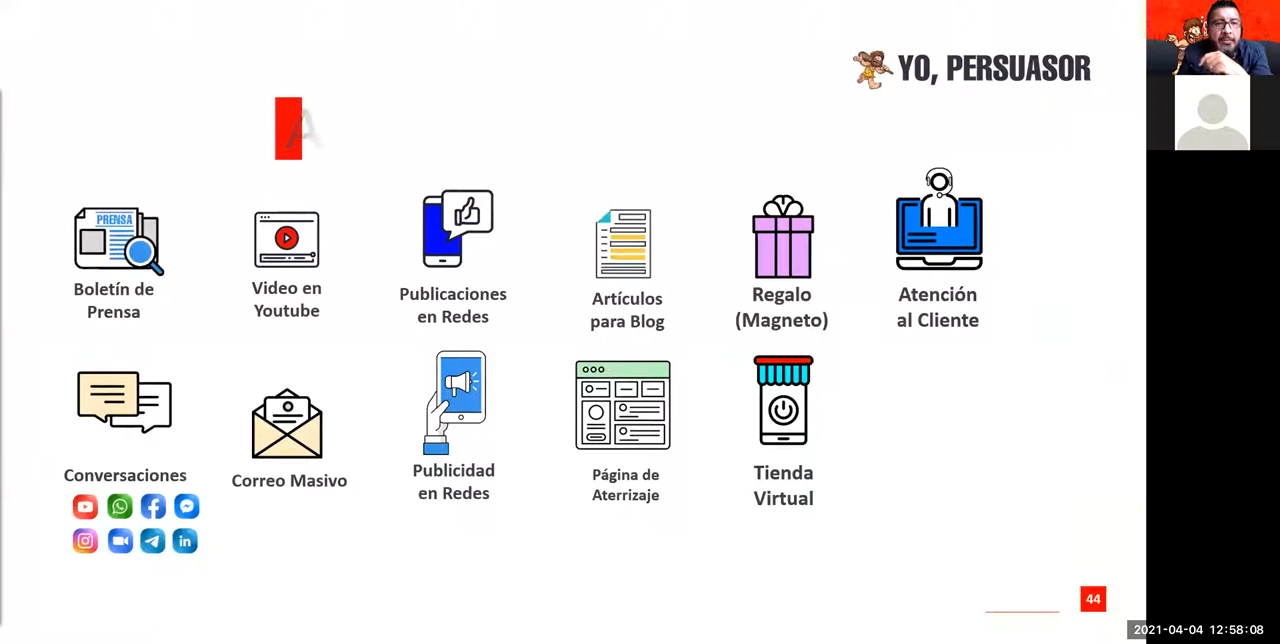 YO, PERSUASOR
A
PRENSA
Boletín de
Prensa
Video en
Youtube
Publicaciones
en Redes
Artículos
para Blog
Regalo
(Magneto)
Atención
al Cliente
Conversaciones
Correo Masivo
Publicidad
en Redes
Página de
Aterrizaje
Tienda
Virtual
in
44
2021-04-04 12:58:08